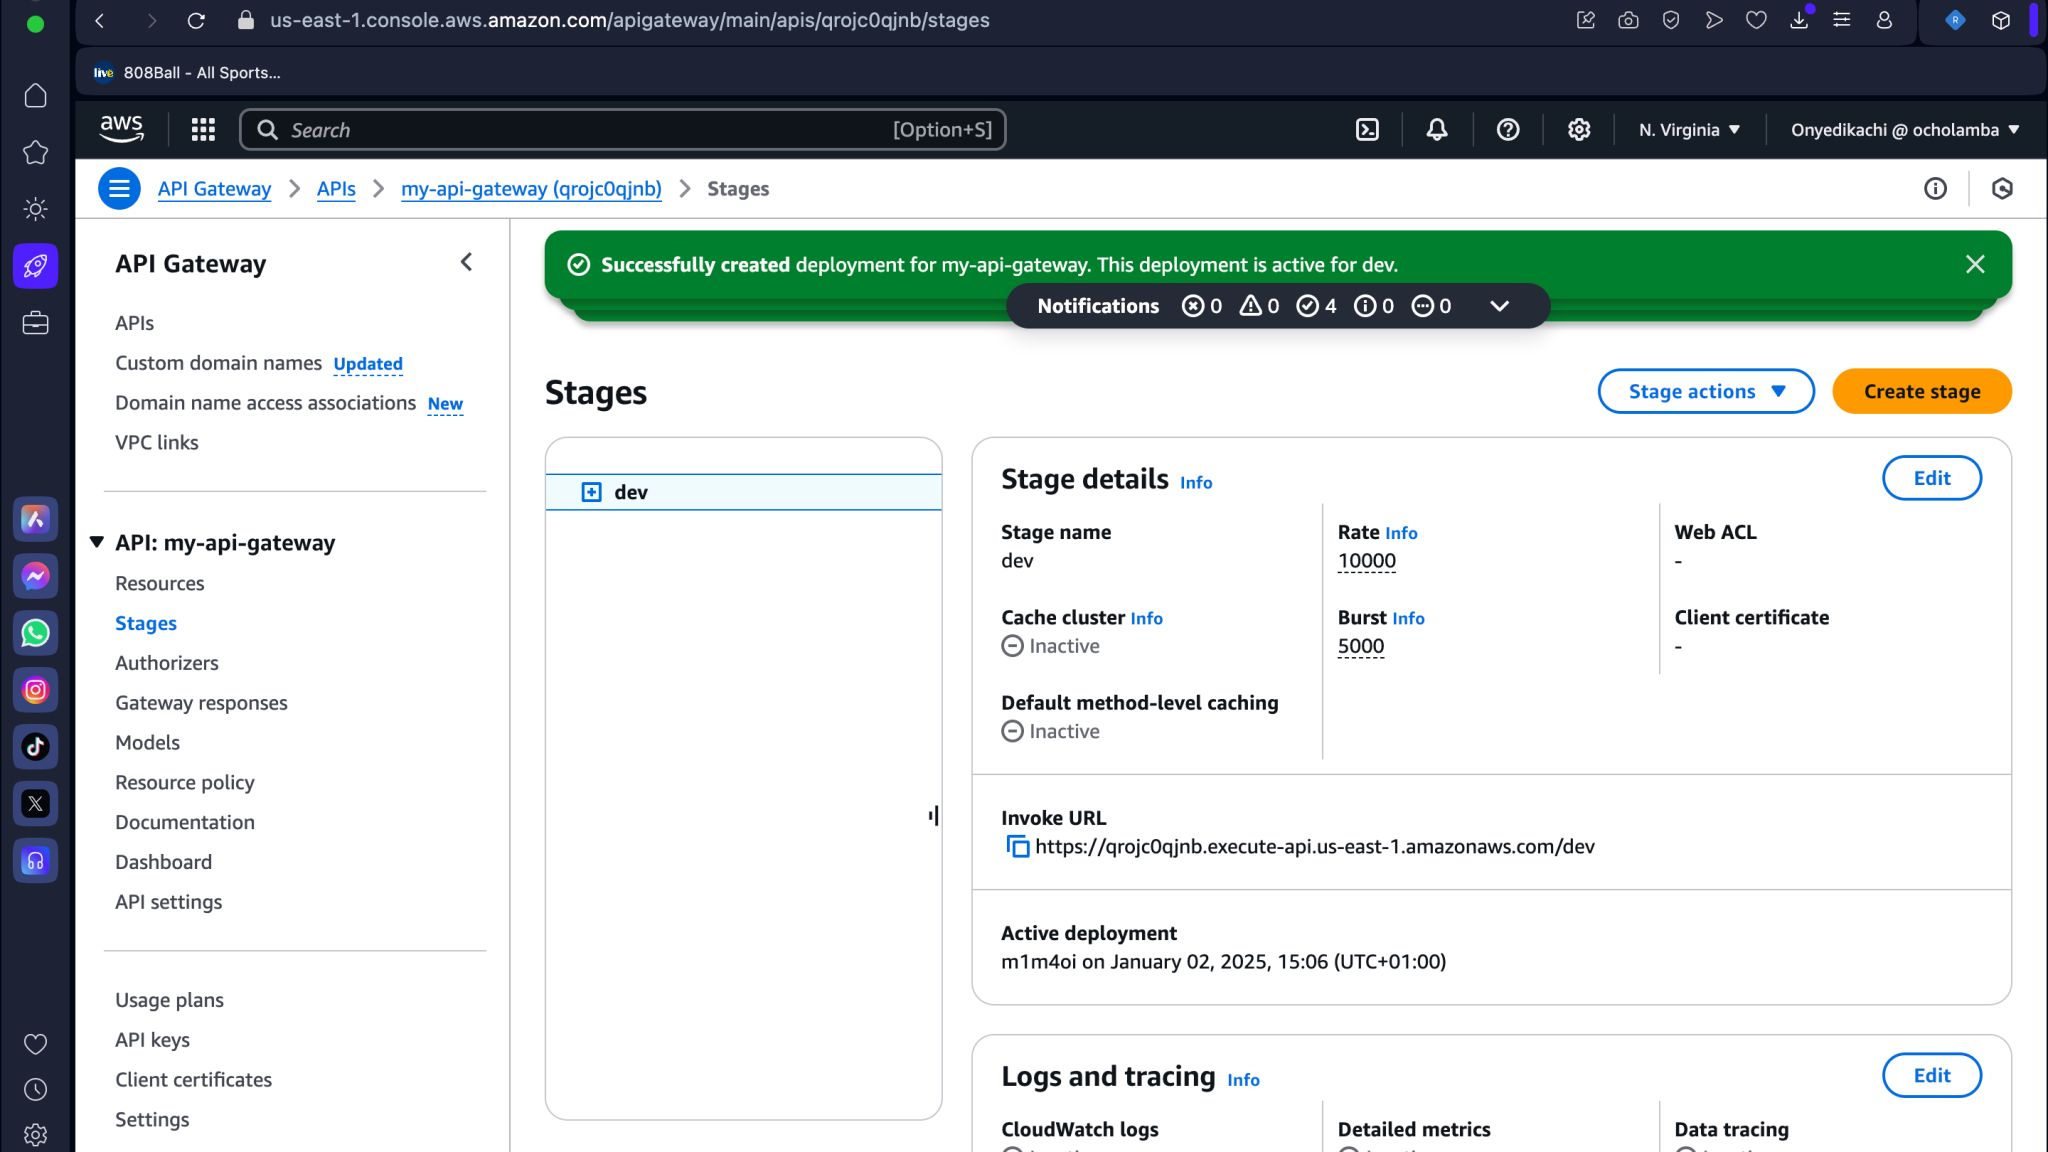 us-east-1.console.aws.amazon.com/apigateway/main/apis/qrojc0qjnb/stages
R
live 808Ball - All Sports...
aws
Search [Option+S]
N. Virginia
Onyedikachi @ ocholamba
API Gateway
APIs
my-api-gateway (qrojc0qjnb)
Stages
API Gateway
APIs
Custom domain names Updated
Domain name access associations New
VPC links
API: my-api-gateway
Resources
Stages
Authorizers
Gateway responses
Models
Resource policy
Documentation
Dashboard
API settings
Usage plans
API keys
Client certificates
Settings
Successfully created deployment for my-api-gateway. This deployment is active for dev.
Notifications 0 0 4 0 0
Stages
Stage actions
Create stage
dev
Stage details Info
Edit
Stage name
dev
Rate Info
10000
Web ACL
-
Cache cluster Info
Inactive
Burst Info
5000
Client certificate
-
Default method-level caching
Inactive
Invoke URL
https://qrojc0qjnb.execute-api.us-east-1.amazonaws.com/dev
Active deployment
m1m4oi on January 02, 2025, 15:06 (UTC+01:00)
Logs and tracing Info
Edit
CloudWatch logs
Detailed metrics
Data tracing